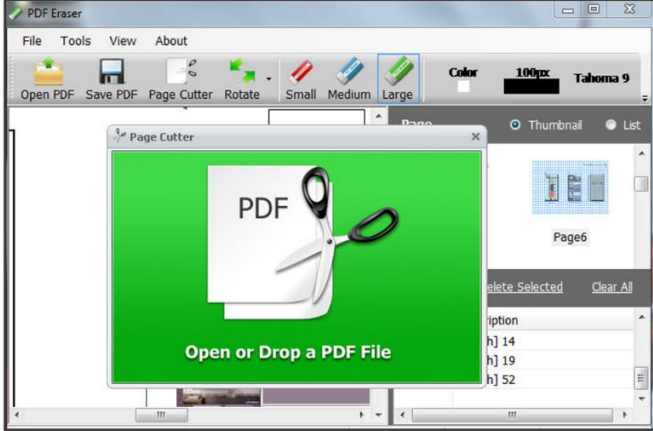 PDF Eraser
File Tools View About
Open PDF Save PDF Page Cutter Rotate Small Medium Large Color 100px Tahoma 9
Page Thumbnail List
Page Cutter
PDF
Open or Drop a PDF File
Page6
elete Selected Clear All
iption
h] 14
h] 19
h] 52